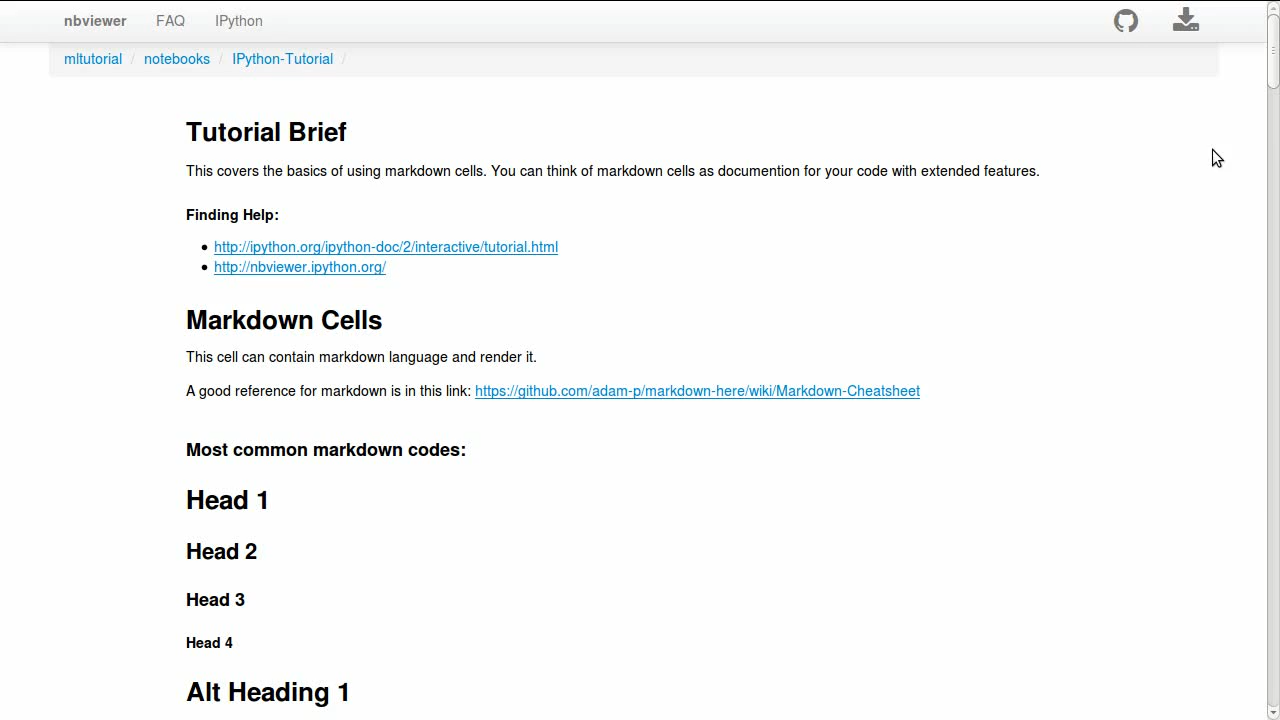 nbviewer FAQ IPython
mltutorial / notebooks / IPython-Tutorial /
Tutorial Brief
This covers the basics of using markdown cells. You can think of markdown cells as documention for your code with extended features.
Finding Help:
http://ipython.org/ipython-doc/2/interactive/tutorial.html
http://nbviewer.ipython.org/
Markdown Cells
This cell can contain markdown language and render it.
A good reference for markdown is in this link: https://github.com/adam-p/markdown-here/wiki/Markdown-Cheatsheet
Most common markdown codes:
Head 1
Head 2
Head 3
Head 4
Alt Heading 1